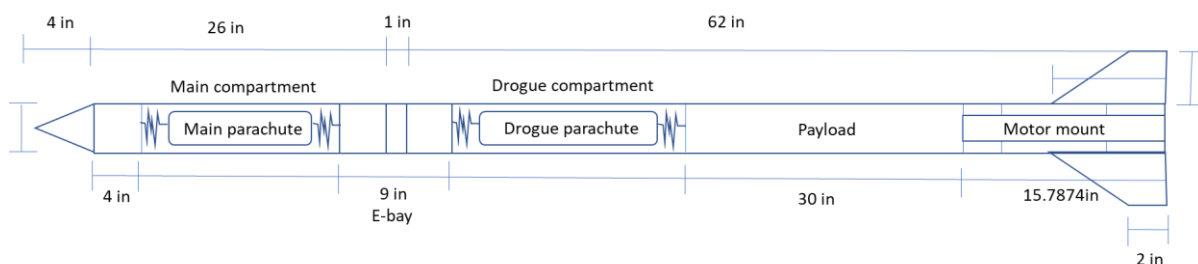 4 in
26 in
1 in
62 in
Main compartment
Drogue compartment
Main parachute
Drogue parachute
Payload
Motor mount
4 in
9 in
E-bay
30 in
15.7874in
2 in